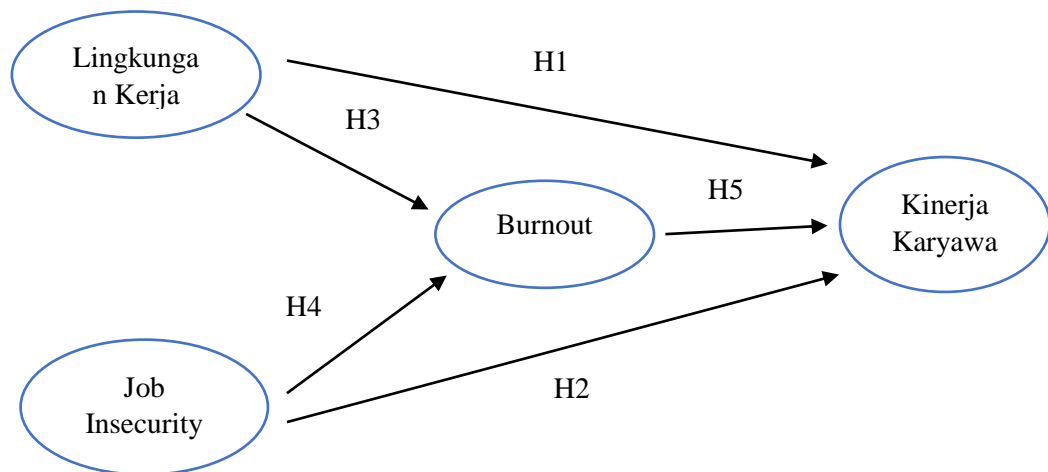 Lingkunga
n Kerja
H1
H3
Burnout
H5
Kinerja
Karyawa
H4
H2
Job
Insecurity